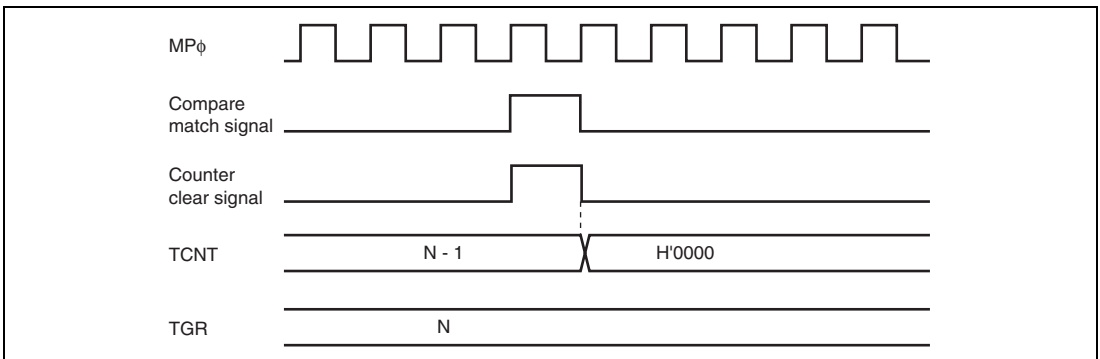 MPϕ
Compare
match signal
Counter
clear signal
TCNT
N - 1
H'0000
TGR
N